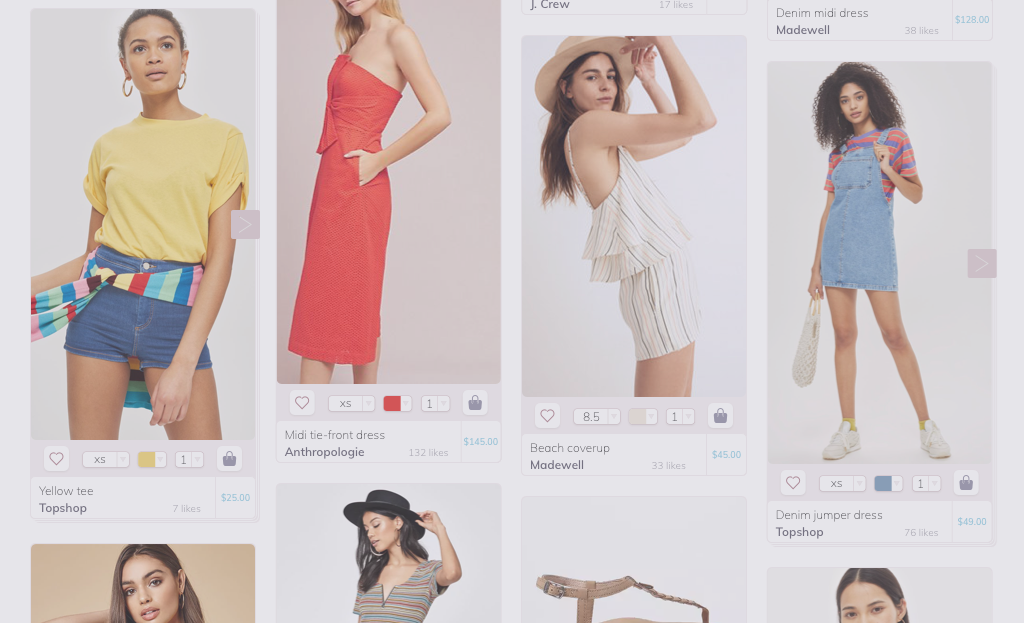 J. Crew 17 likes
Denim midi dress
Madewell 38 likes
$128.00
xs 1
Yellow tee
Topshop 7 likes
$25.00
xs 1
Midi tie-front dress
Anthropologie 132 likes
$145.00
8.5 1
Beach coverup
Madewell 33 likes
$45.00
xs 1
Denim jumper dress
Topshop 76 likes
$49.00